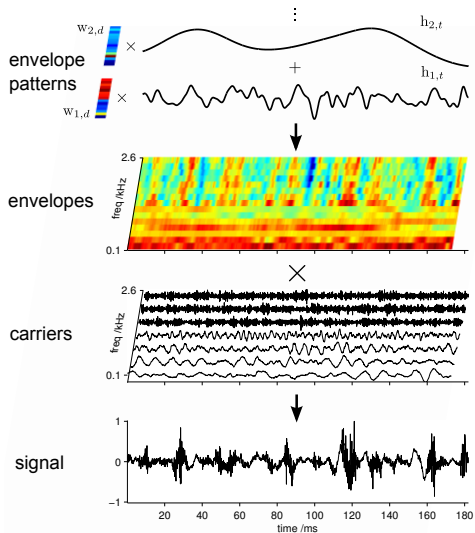 ⋮
w2,d × h2,t
envelope
patterns
+
w1,d × h1,t
2.6
envelopes
freq /kHz
0.1
×
2.6
carriers
freq /kHz
0.1
1
signal
0
−1
20 40 60 80 100 120 140 160 180
time /ms